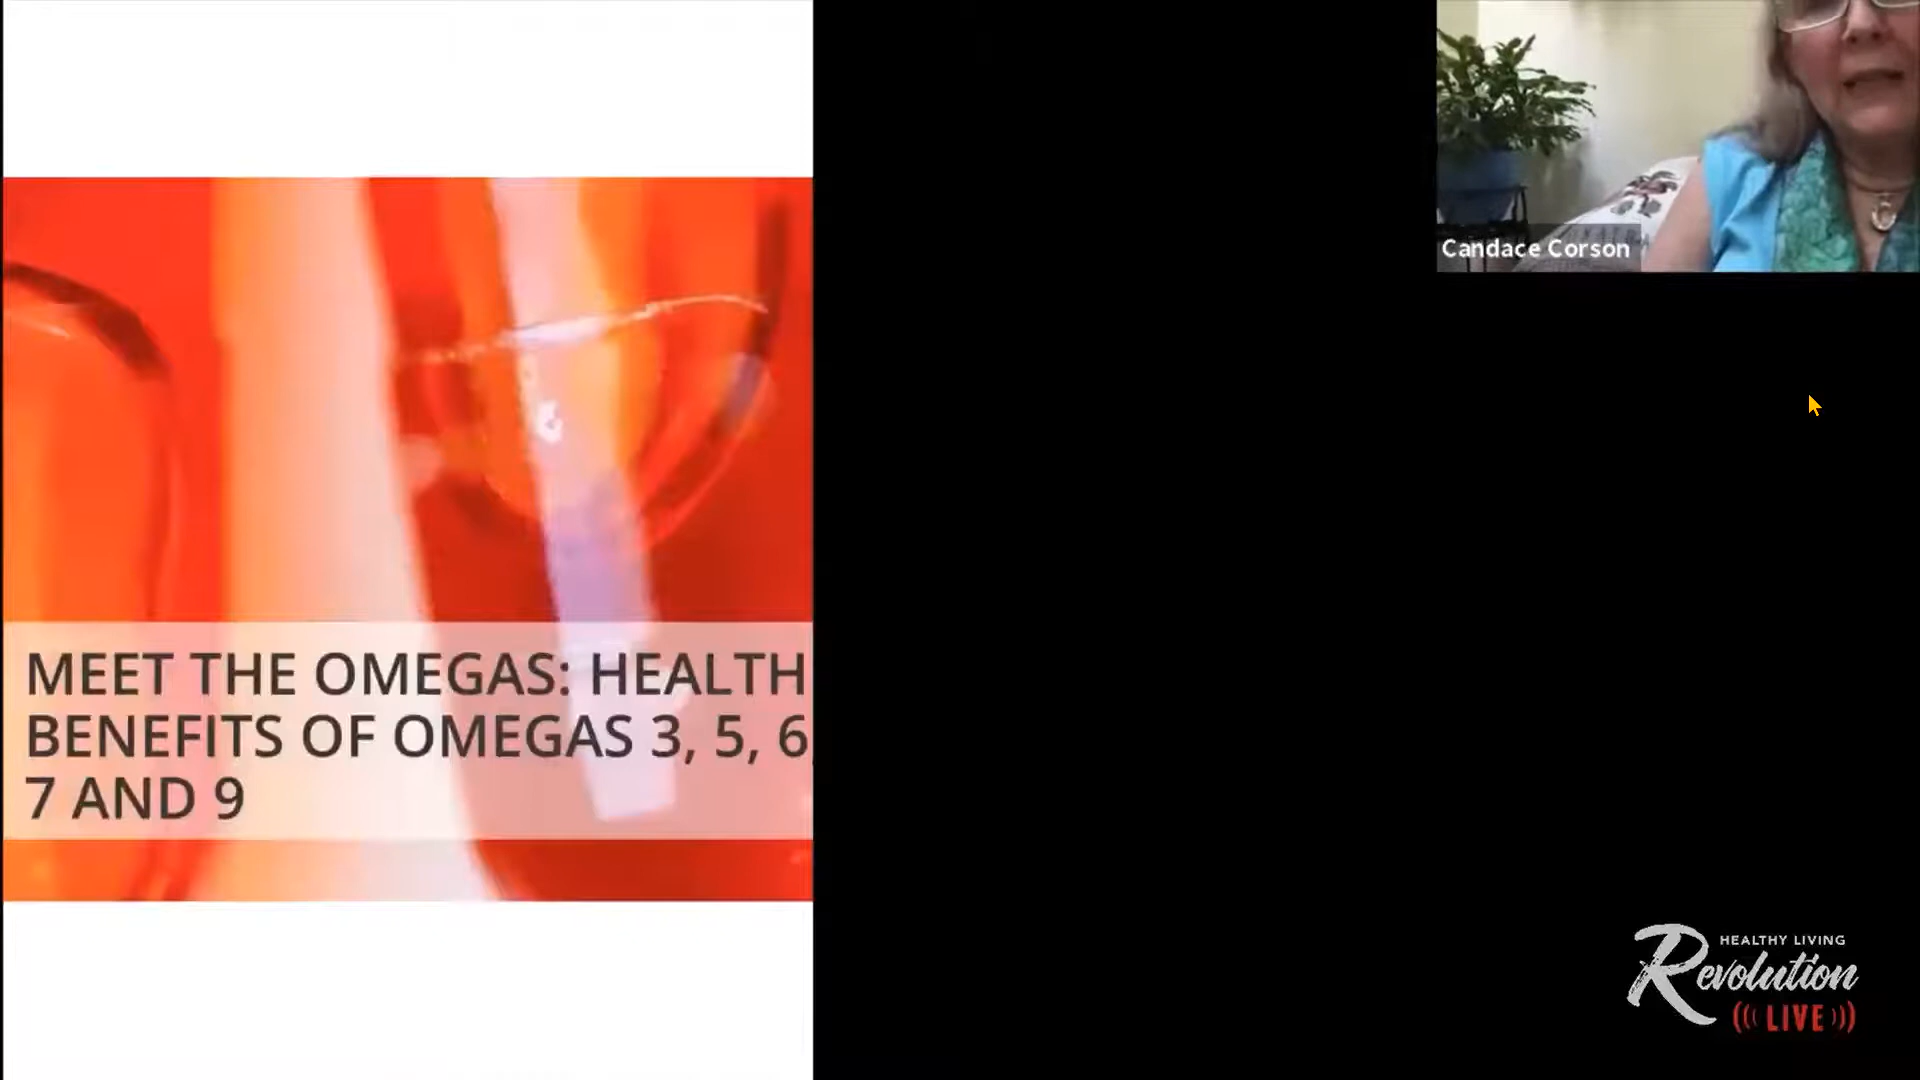 MEET THE OMEGAS: HEALTH
BENEFITS OF OMEGAS 3, 5, 6,
7 AND 9
Candace Corson
HEALTHY LIVING
Revolution
LIVE